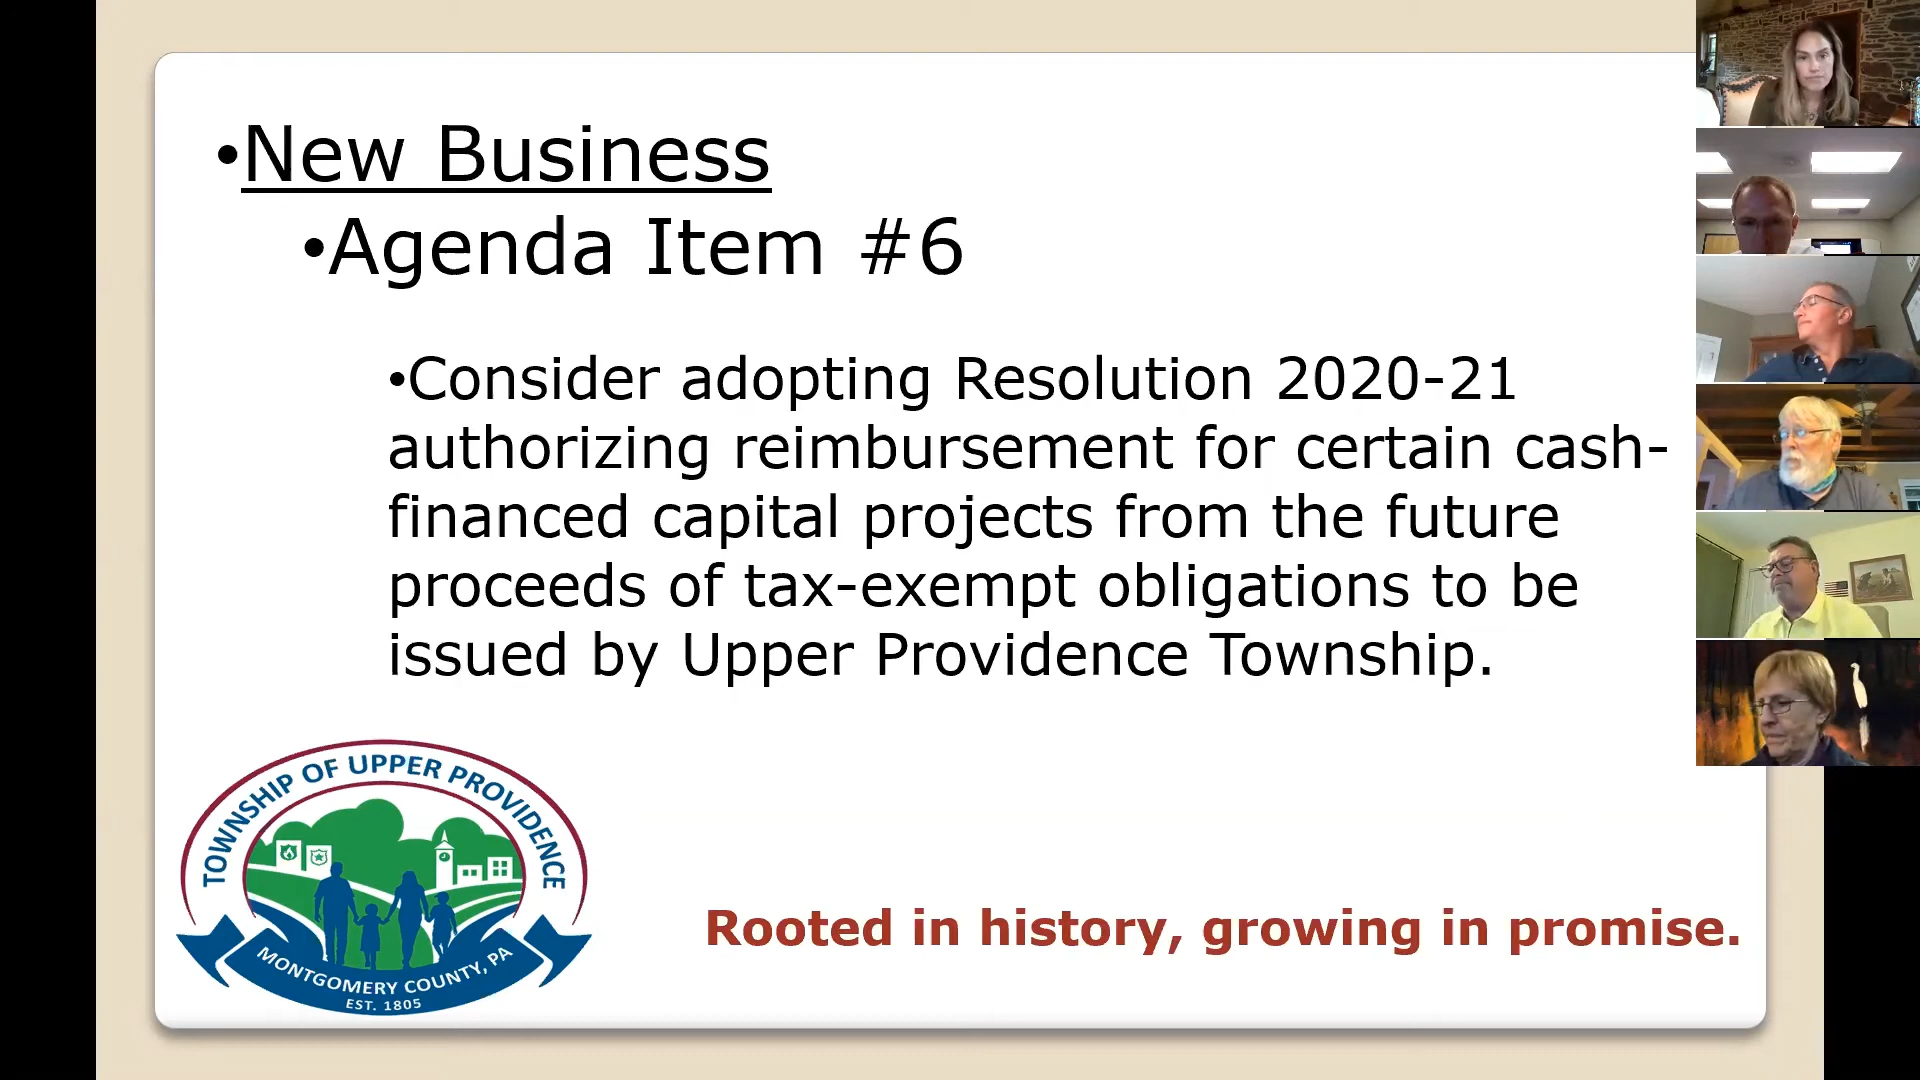 •New Business
•Agenda Item #6
•Consider adopting Resolution 2020-21
authorizing reimbursement for certain cash-
financed capital projects from the future
proceeds of tax-exempt obligations to be
issued by Upper Providence Township.
TOWNSHIP OF UPPER PROVIDENCE
MONTGOMERY COUNTY, PA
EST. 1805
Rooted in history, growing in promise.